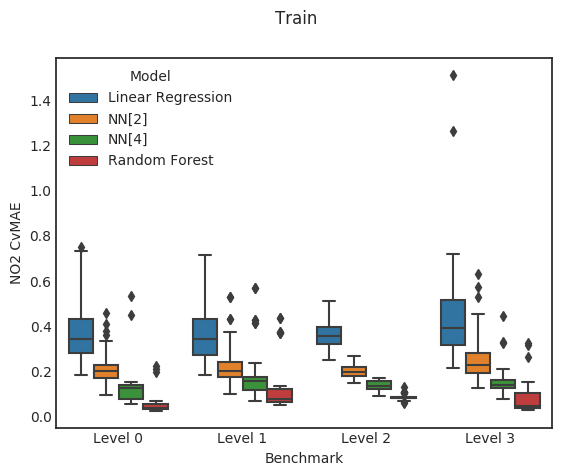 Train
NO2 CvMAE
1.4
1.2
1.0
0.8
0.6
0.4
0.2
0.0
Model
Linear Regression
NN[2]
NN[4]
Random Forest
Level 0
Level 1
Level 2
Level 3
Benchmark